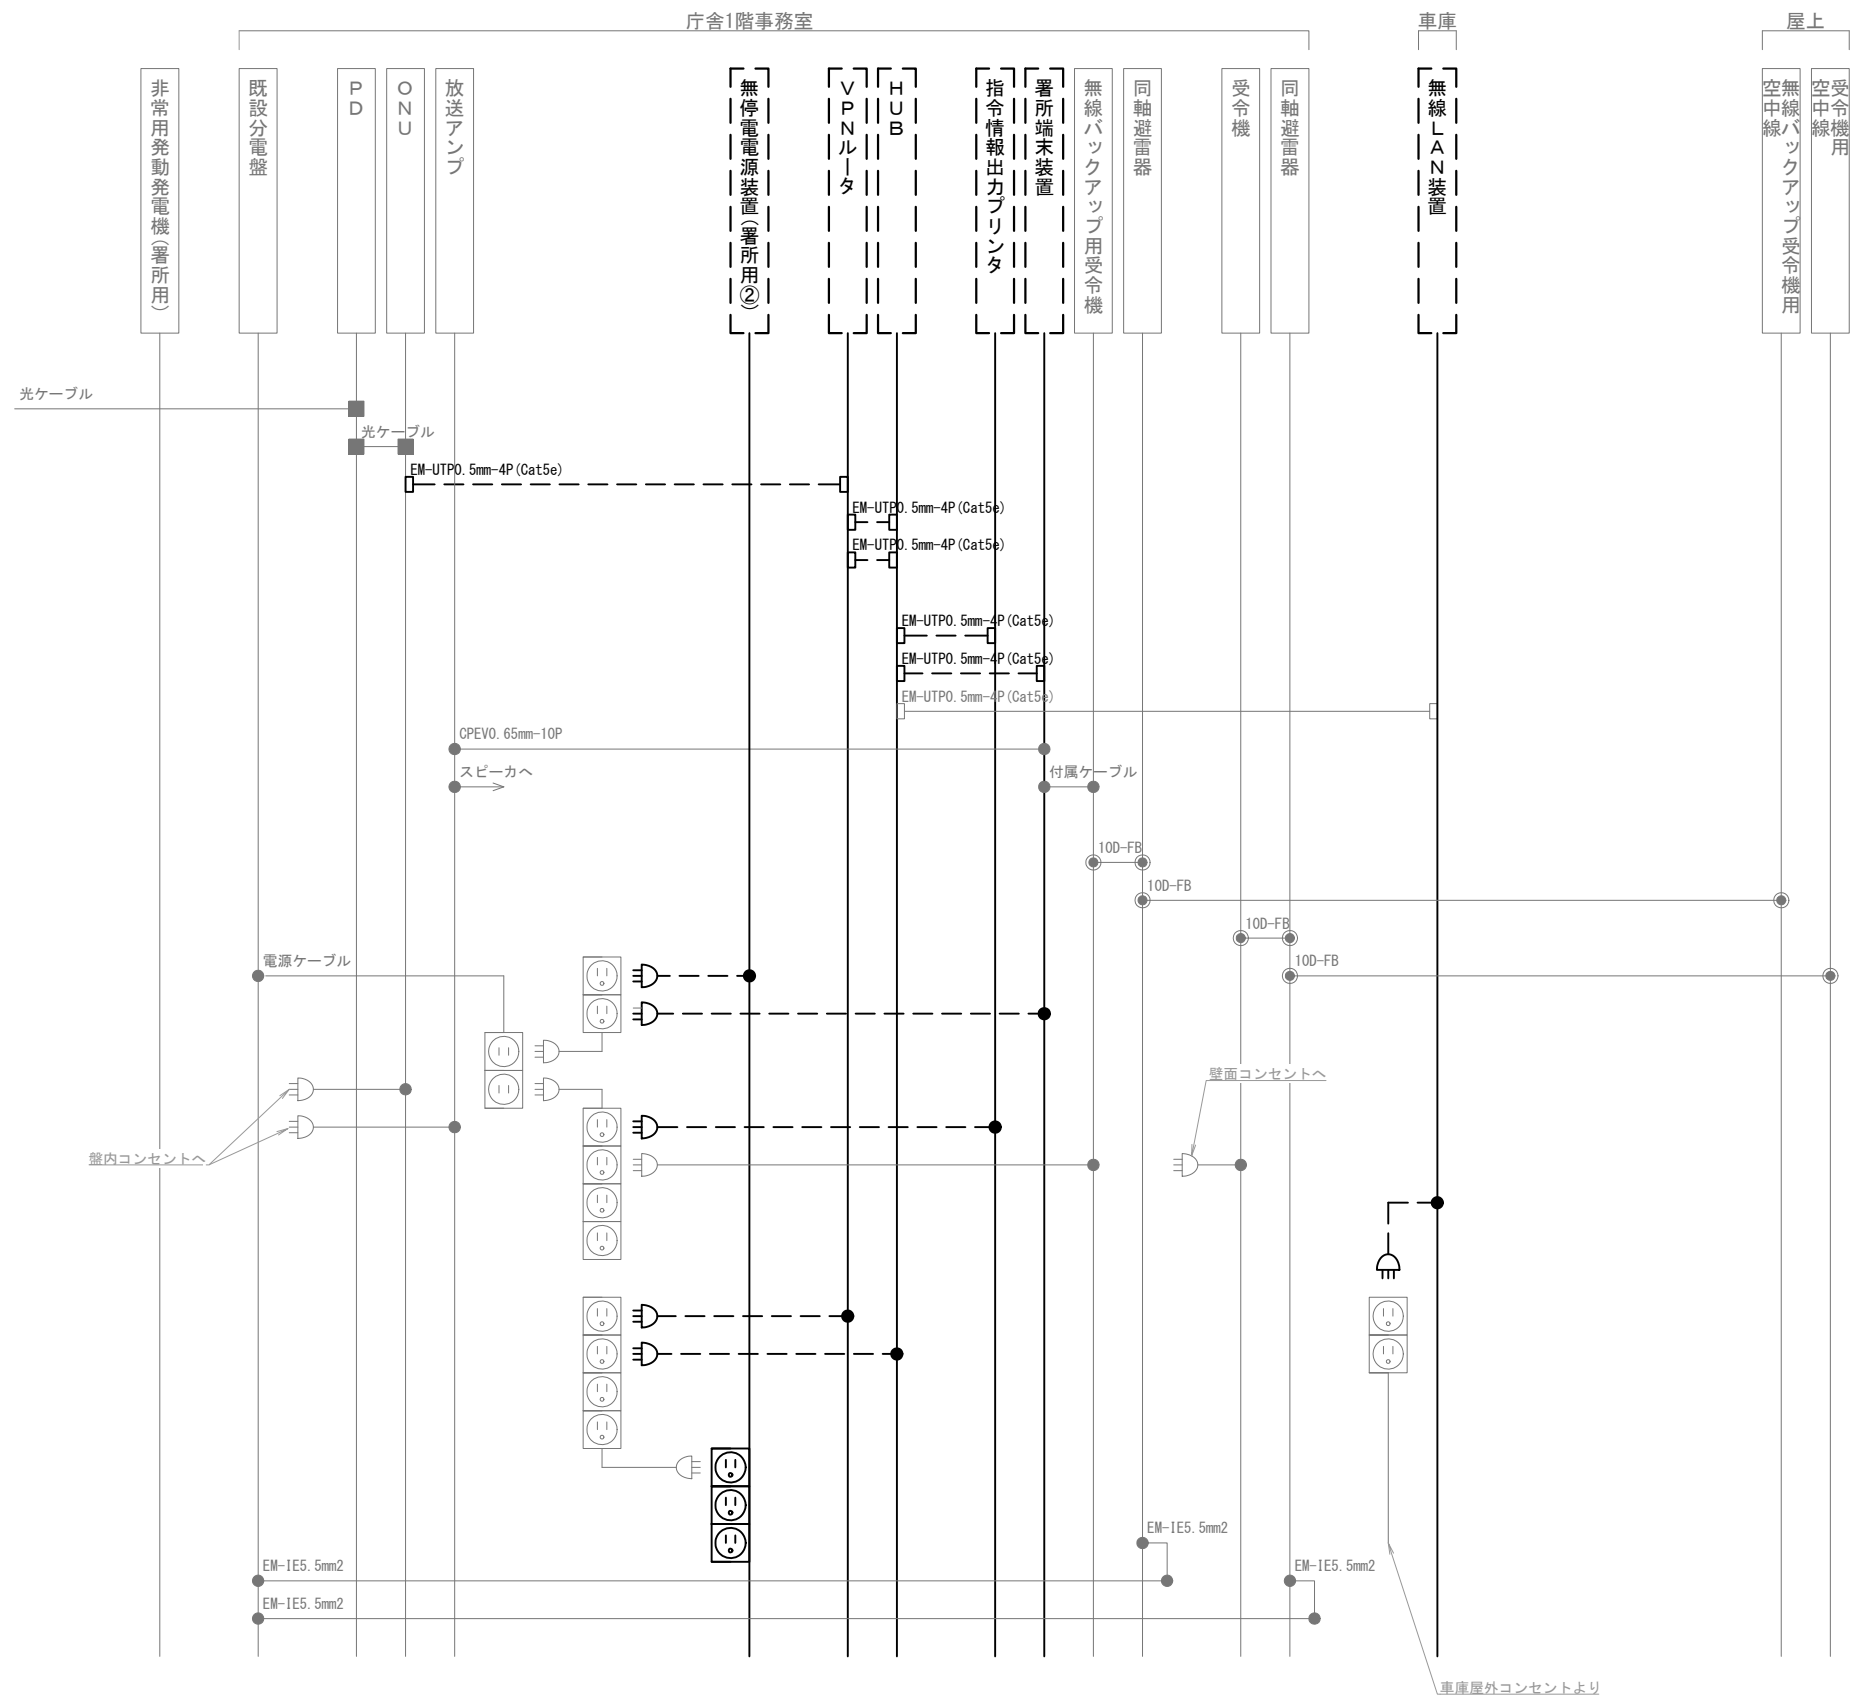 庁舎1階事務室
車庫
屋上
非常用発動発電機(署所用)
既設分電盤
PD
ONU
放送アンプ
無停電電源装置(署所用②)
VPNルータ
HUB
指令情報出力プリンタ
署所端末装置
無線バックアップ用受令機
同軸避雷器
受令機
同軸避雷器
無線LAN装置
無線バックアップ受令機用
空中線
受令機用
空中線
光ケーブル
光ケーブル
EM-UTP0.5mm-4P(Cat5e)
EM-UTP0.5mm-4P(Cat5e)
EM-UTP0.5mm-4P(Cat5e)
EM-UTP0.5mm-4P(Cat5e)
EM-UTP0.5mm-4P(Cat5e)
EM-UTP0.5mm-4P(Cat5e)
CPEV0.65mm-10P
スピーカへ
付属ケーブル
10D-FB
10D-FB
10D-FB
10D-FB
電源ケーブル
壁面コンセントへ
盤内コンセントへ
EM-IE5.5mm2
EM-IE5.5mm2
EM-IE5.5mm2
EM-IE5.5mm2
車庫屋外コンセントより